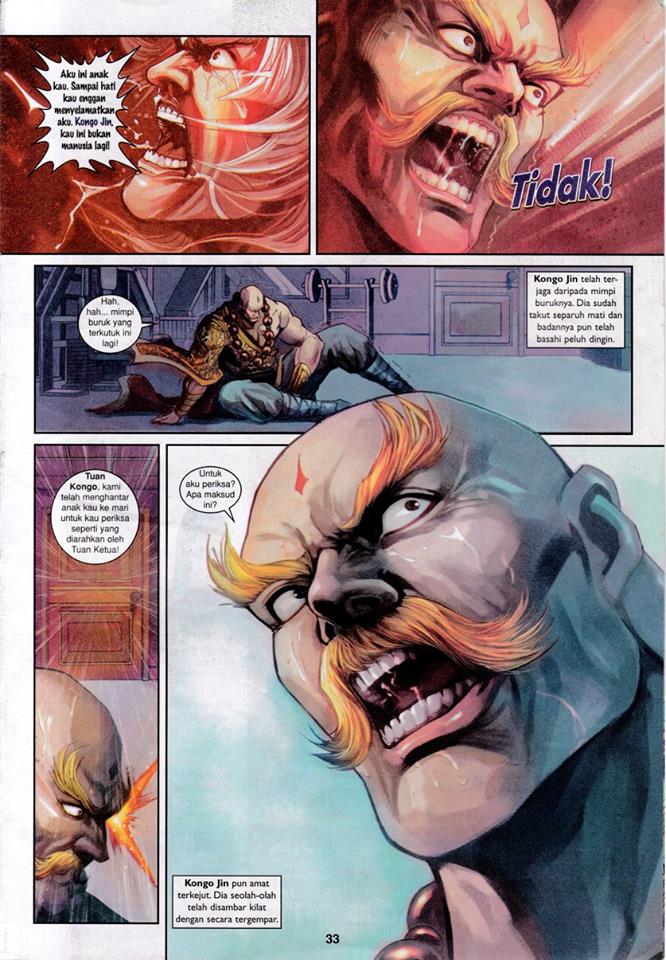 Aku ini anak
kau. Sampai hati
kau enggan
menyelamatkan
aku. Kongo Jin,
kau ini bukan
manusia lagi!
Tidak!
Hah,
hah... mimpi
buruk yang
terkutuk ini
lagi!
Kongo Jin telah ter-
jaga daripada mimpi
buruknya. Dia sudah
takut separuh mati dan
badannya pun telah
basahi peluh dingin.
Tuan
Kongo, kami
telah menghantar
anak kau ke mari
untuk kau periksa
seperti yang
diarahkan oleh
Tuan Ketua!
Untuk
aku periksa?
Apa maksud
ini?
Kongo Jin pun amat
terkejut. Dia seolah-olah
telah disambar kilat
dengan secara tergempar.
33